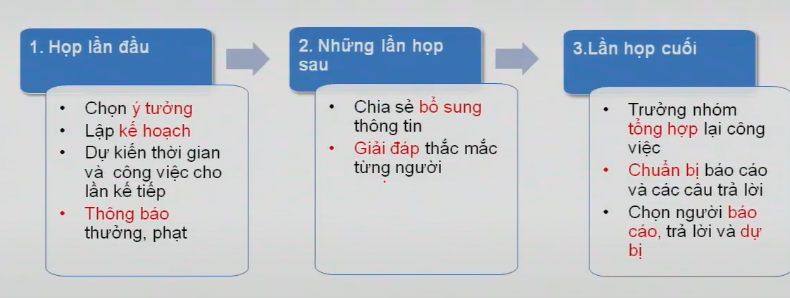 1. Họp lần đầu
Chọn ý tưởng
Lập kế hoạch
Dự kiến thời gian
và công việc cho
lần kế tiếp
Thông báo
thưởng, phạt
2. Những lần họp
sau
Chia sẻ bổ sung
thông tin
Giải đáp thắc mắc
từng người
3.Lần họp cuối
Trưởng nhóm
tổng hợp lại công
việc
Chuẩn bị báo cáo
và các câu trả lời
Chọn người báo
cáo, trả lời và dự
bị